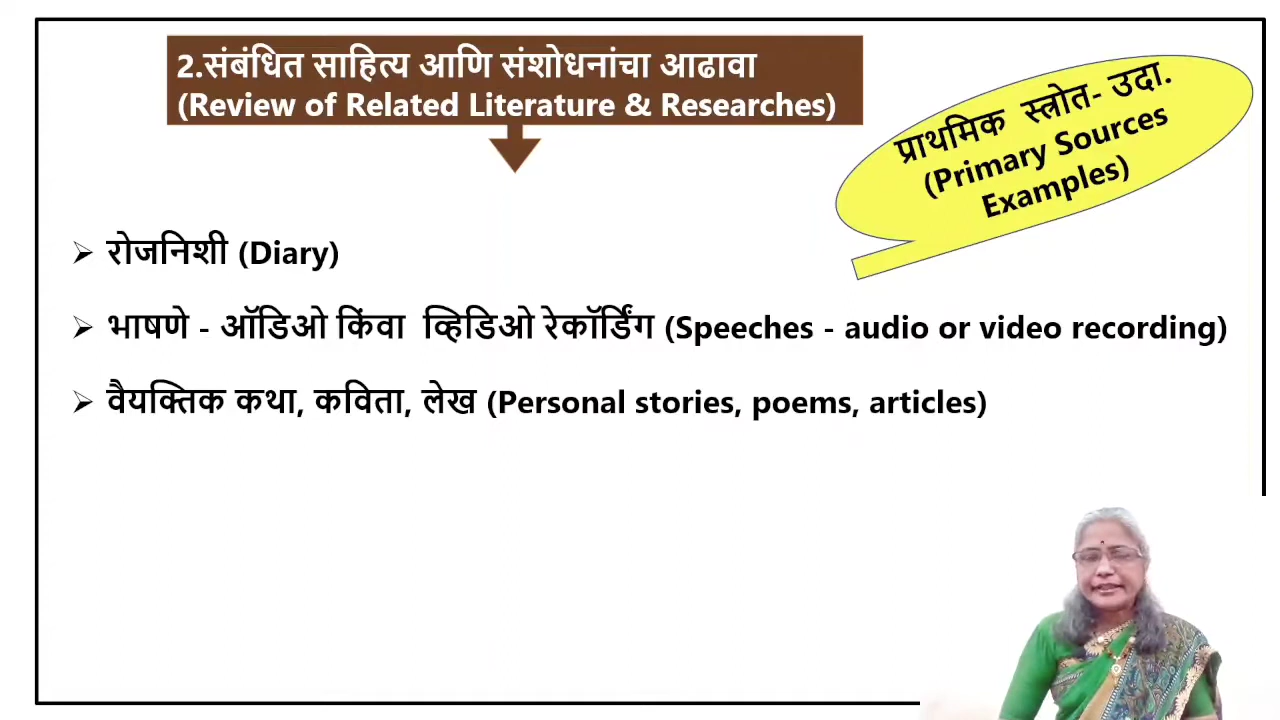 2.संबंधित साहित्य आणि संशोधनांचा आढावा
(Review of Related Literature & Researches)
प्राथमिक स्त्रोत- उदा.
(Primary Sources
Examples)
➢ रोजनिशी (Diary)
➢ भाषणे - ऑडिओ किंवा व्हिडिओ रेकॉर्डिंग (Speeches - audio or video recording)
➢ वैयक्तिक कथा, कविता, लेख (Personal stories, poems, articles)